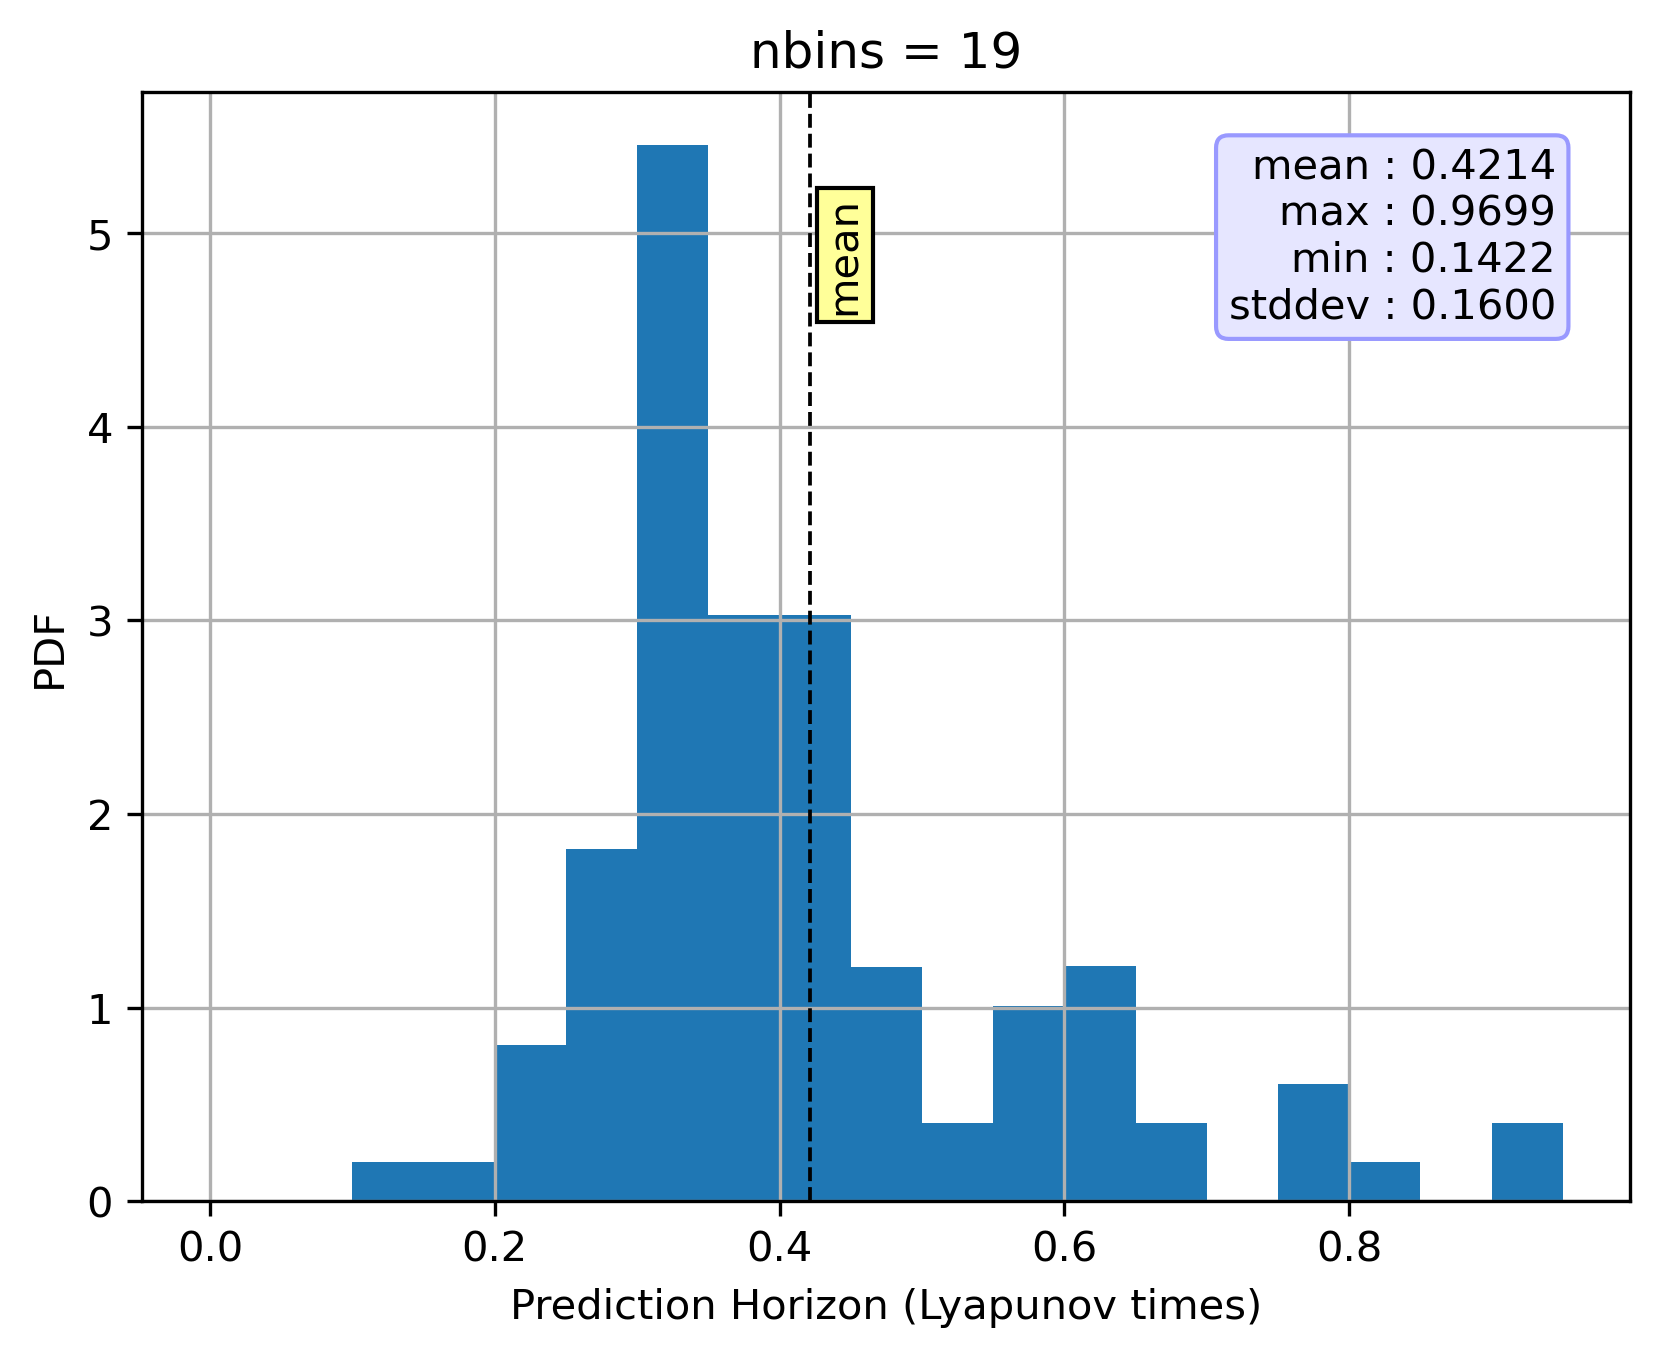 nbins = 19
mean : 0.4214
max : 0.9699
min : 0.1422
stddev : 0.1600
mean
PDF
5
4
3
2
1
0
0.0 0.2 0.4 0.6 0.8
Prediction Horizon (Lyapunov times)